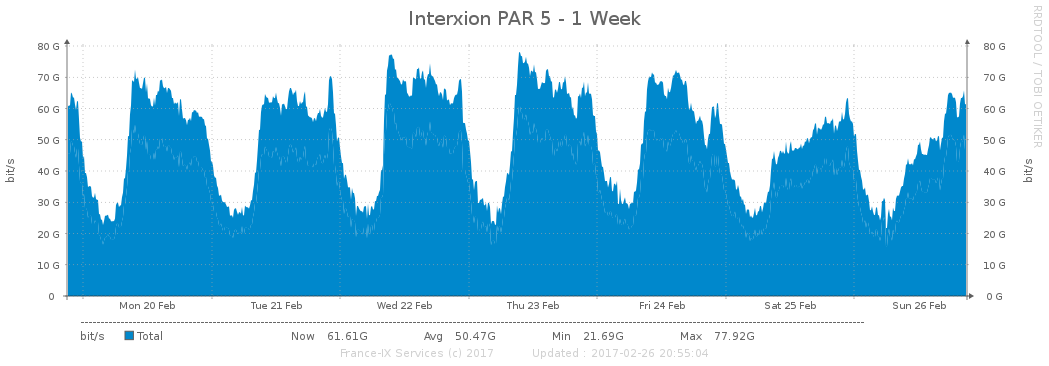 Interxion PAR 5 - 1 Week
RRDTOOL / TOBI OETIKER
80 G 80 G
70 G 70 G
60 G 60 G
50 G 50 G
40 G 40 G
30 G 30 G
20 G 20 G
10 G 10 G
0 0 G
bit/s bit/s
Mon 20 Feb Tue 21 Feb Wed 22 Feb Thu 23 Feb Fri 24 Feb Sat 25 Feb Sun 26 Feb
bit/s Total Now 61.61G Avg 50.47G Min 21.69G Max 77.92G
France-IX Services (c) 2017 Updated : 2017-02-26 20:55:04